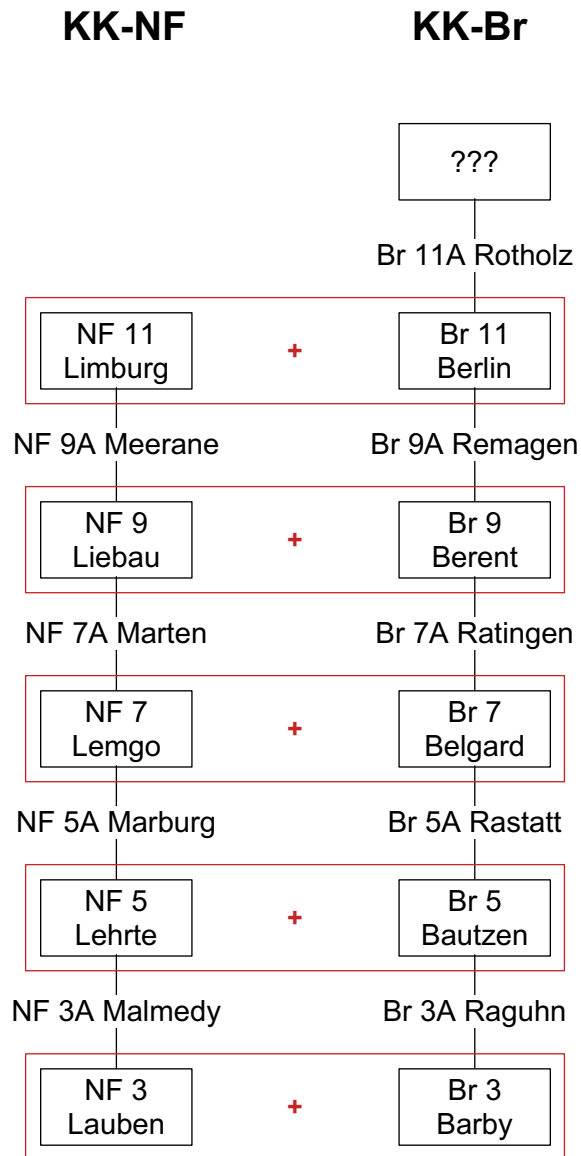 KK-NF KK-Br
???
Br 11A Rotholz
NF 11
Limburg
+
Br 11
Berlin
NF 9A Meerane Br 9A Remagen
NF 9
Liebau
+
Br 9
Berent
NF 7A Marten Br 7A Ratingen
NF 7
Lemgo
+
Br 7
Belgard
NF 5A Marburg Br 5A Rastatt
NF 5
Lehrte
+
Br 5
Bautzen
NF 3A Malmedy Br 3A Raguhn
NF 3
Lauben
+
Br 3
Barby